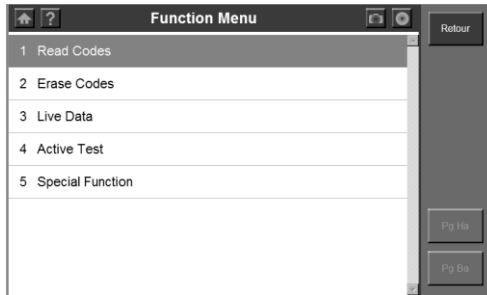 Function Menu
Retour
1 Read Codes
2 Erase Codes
3 Live Data
4 Active Test
5 Special Function
Pg Ha
Pg Ba